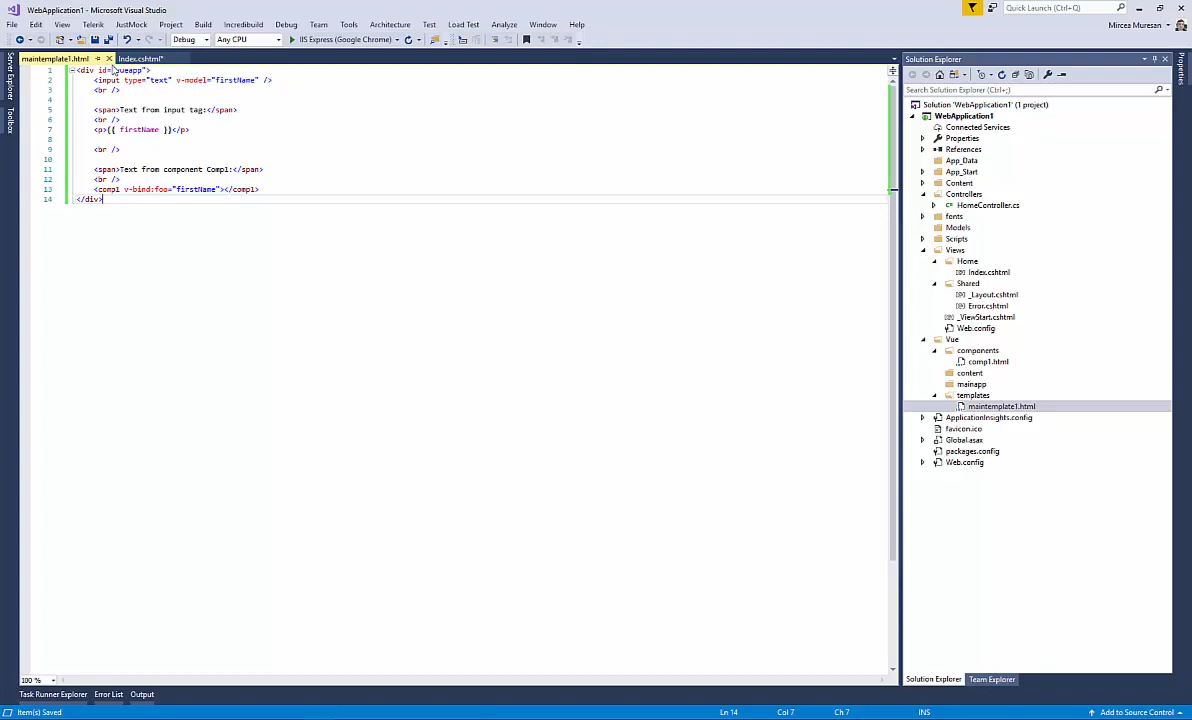 WebApplication1 - Microsoft Visual Studio
Quick Launch (Ctrl+;)
File Edit View Telerik JustMock Project Build Incredibuild Debug Team Tools Architecture Test Load Test Analyze Window Help
Mircea Muresan
Debug Any CPU IIS Express (Google Chrome)
Server Explorer
Toolbox
maintemplate1.html Index.cshtml*
1 <div id="vueapp">
2 <input type="text" v-model="firstName" />
3 <br />
4
5 <span>Text from input tag:</span>
6 <br />
7 <p>{{ firstName }}</p>
8
9 <br />
10
11 <span>Text from component Comp1:</span>
12 <br />
13 <comp1 v-bind:foo="firstName"></comp1>
14 </div>
Solution Explorer
Search Solution Explorer (Ctrl+;)
Solution 'WebApplication1' (1 project)
WebApplication1
Connected Services
Properties
References
App_Data
App_Start
Content
Controllers
HomeController.cs
fonts
Models
Scripts
Views
Home
Index.cshtml
Shared
_Layout.cshtml
Error.cshtml
_ViewStart.cshtml
Web.config
Vue
components
comp1.html
content
mainapp
templates
maintemplate1.html
ApplicationInsights.config
favicon.ico
Global.asax
packages.config
Web.config
Properties
100 %
Solution Explorer Team Explorer
Task Runner Explorer Error List Output
Item(s) Saved Ln 14 Col 7 Ch 7 INS Add to Source Control